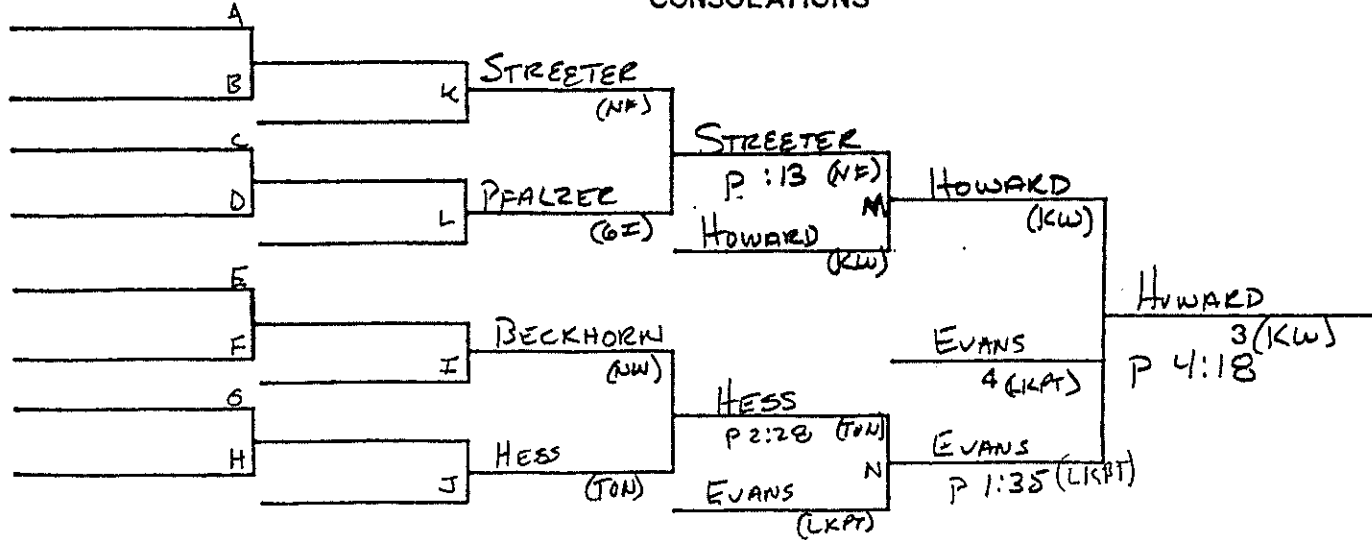 CONSOLATIONS
A
B
K
STREETER
(NF)
C
D
L
PFALZER
(GI)
STREETER
P :13 (NF)
M
HOWARD
(KW)
HOWARD
(KW)
E
F
I
BECKHORN
(NW)
G
H
J
HESS
(TON)
HESS
P 2:28 (TON)
N
EVANS
(LKPT)
EVANS
4 (LKPT)
EVANS
P 1:35 (LKPT)
HOWARD
3 (KW)
P 4:18